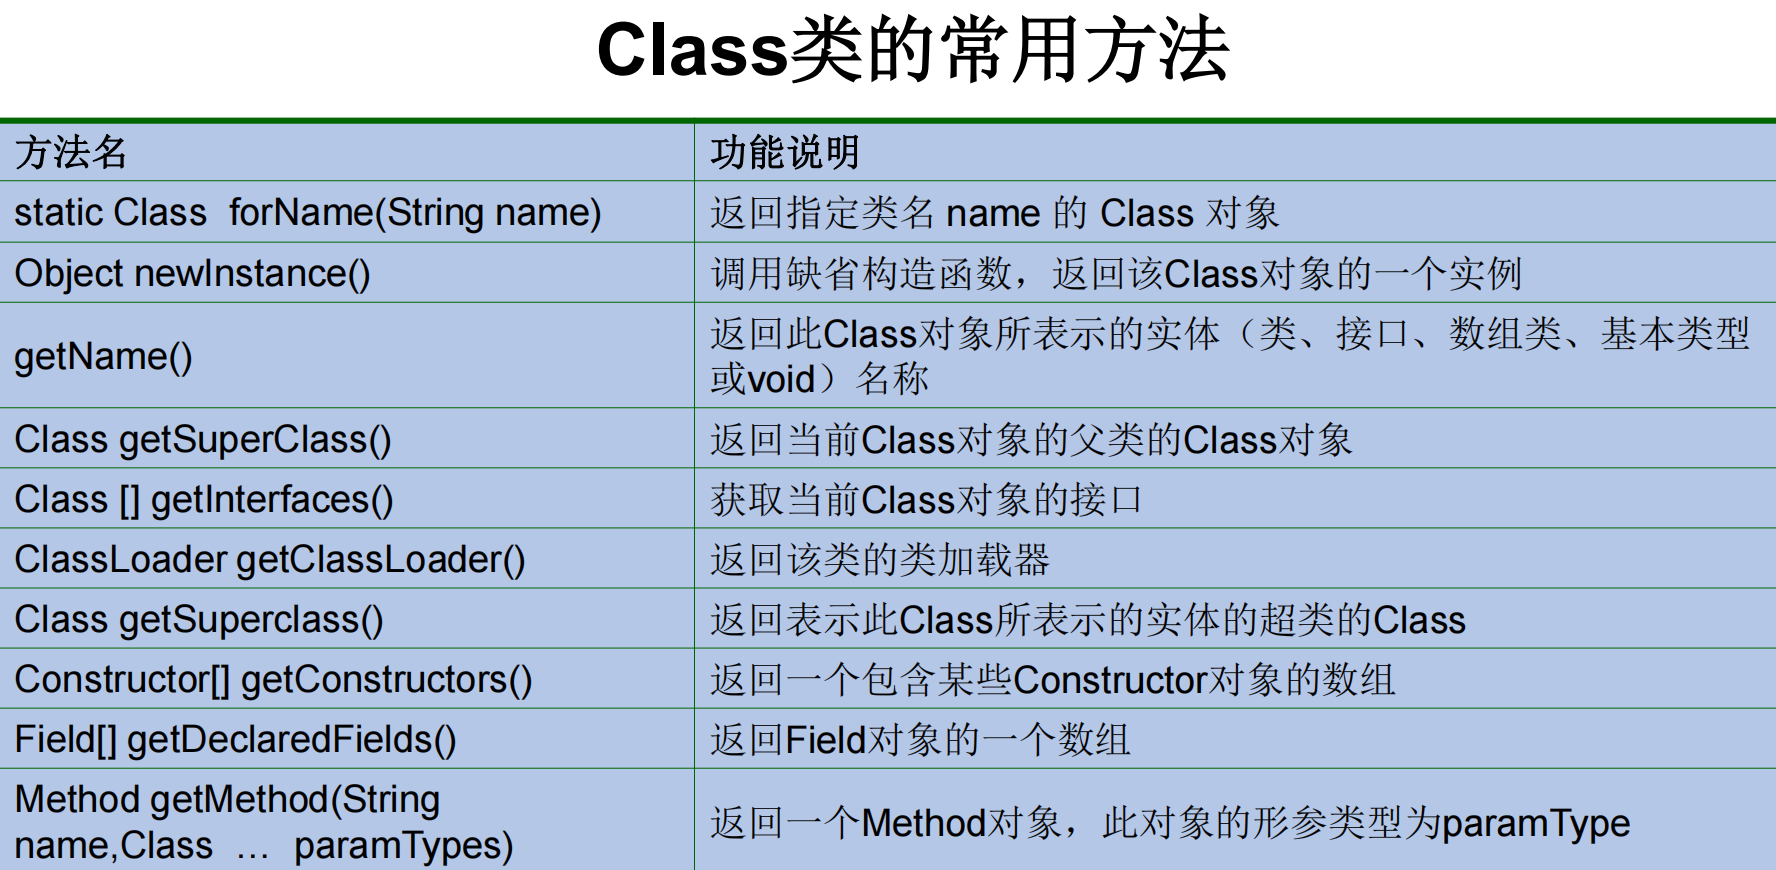 Class类的常用方法
方法名
功能说明
static Class  forName(String name)
返回指定类名 name 的 Class 对象
Object newInstance()
调用缺省构造函数，返回该Class对象的一个实例
getName()
返回此Class对象所表示的实体（类、接口、数组类、基本类型
或void）名称
Class getSuperClass()
返回当前Class对象的父类的Class对象
Class [] getInterfaces()
获取当前Class对象的接口
ClassLoader getClassLoader()
返回该类的类加载器
Class getSuperclass()
返回表示此Class所表示的实体的超类的Class
Constructor[] getConstructors()
返回一个包含某些Constructor对象的数组
Field[] getDeclaredFields()
返回Field对象的一个数组
Method getMethod(String
name,Class  …  paramTypes)
返回一个Method对象，此对象的形参类型为paramType